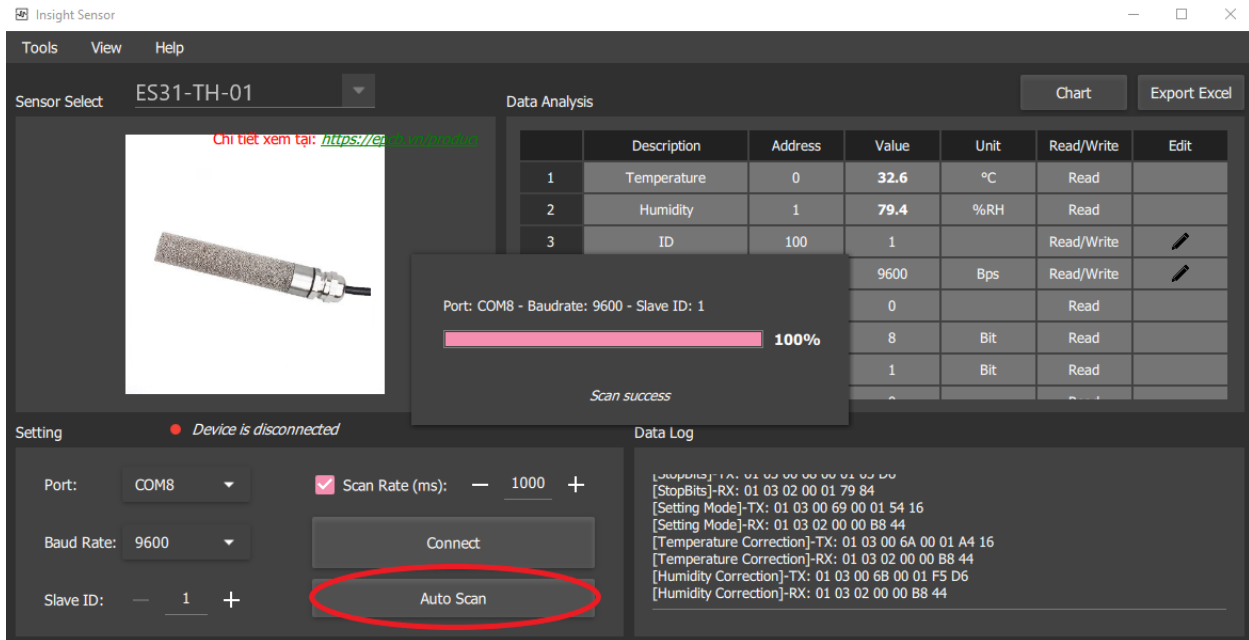 Insight Sensor
Tools View Help
Sensor Select ES31-TH-01
Data Analysis Chart Export Excel
Chi tiết xem tại: https://epcb.vn/product
Description Address Value Unit Read/Write Edit
1 Temperature 0 32.6 °C Read
2 Humidity 1 79.4 %RH Read
3 ID 100 1 Read/Write
9600 Bps Read/Write
0 Read
8 Bit Read
1 Bit Read
Port: COM8 - Baudrate: 9600 - Slave ID: 1
100%
Scan success
Setting Device is disconnected
Port: COM8 Scan Rate (ms): — 1000 +
Baud Rate: 9600 Connect
Slave ID: — 1 + Auto Scan
Data Log
[StopBits]-RX: 01 03 02 00 01 79 84
[Setting Mode]-TX: 01 03 00 69 00 01 54 16
[Setting Mode]-RX: 01 03 02 00 00 B8 44
[Temperature Correction]-TX: 01 03 00 6A 00 01 A4 16
[Temperature Correction]-RX: 01 03 02 00 00 B8 44
[Humidity Correction]-TX: 01 03 00 6B 00 01 F5 D6
[Humidity Correction]-RX: 01 03 02 00 00 B8 44